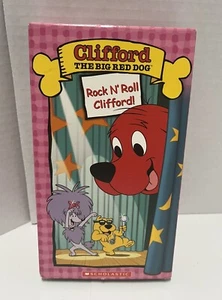 Clifford
THE BIG RED DOG
Rock N' Roll
Clifford!
SCHOLASTIC